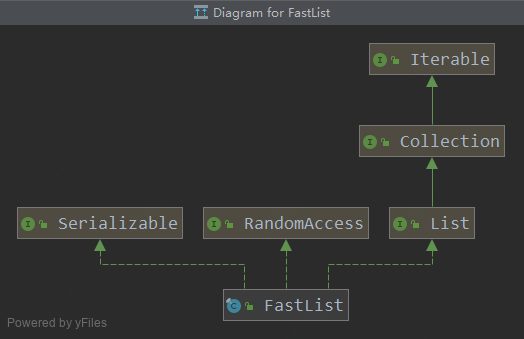 Diagram for FastList
I Iterable
I Collection
I Serializable
I RandomAccess
I List
C FastList
Powered by yFiles